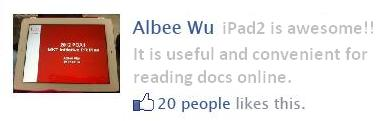 Albee Wu iPad2 is awesome!!
It is useful and convenient for
reading docs online.
20 people likes this.